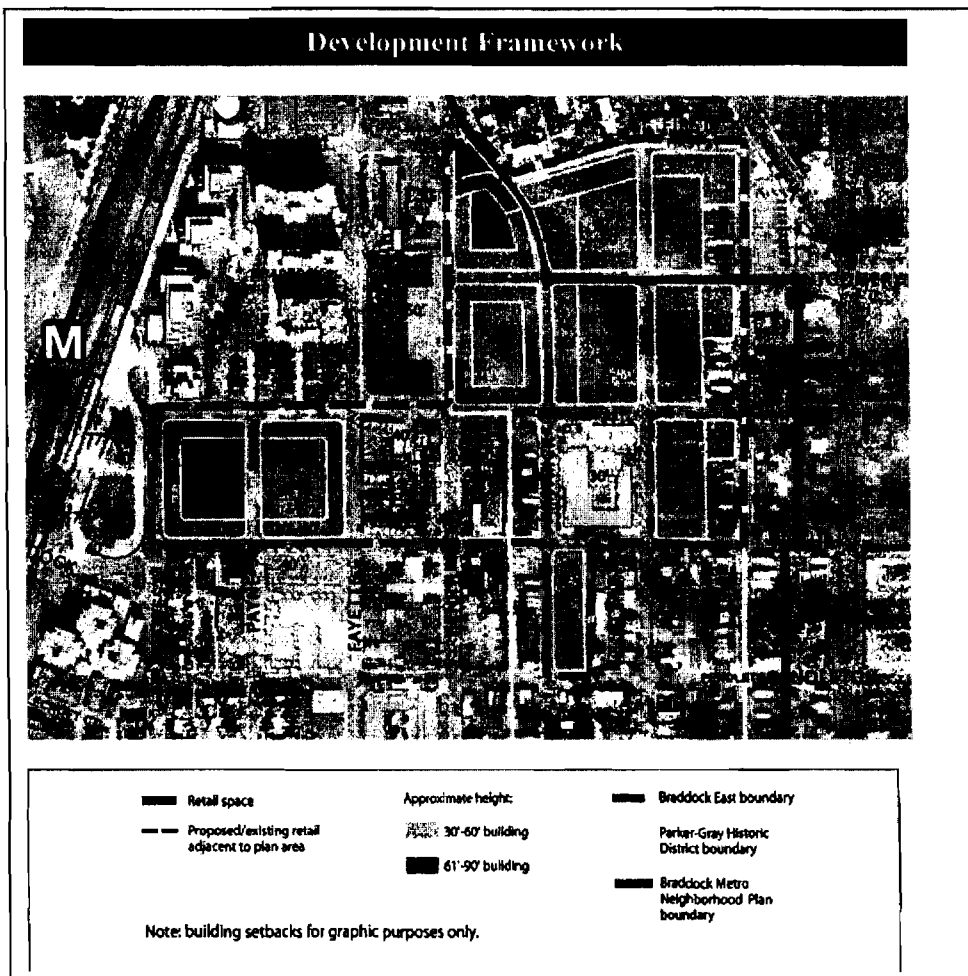 Development Framework
M
FAYETTE
Retail space
Proposed/existing retail
adjacent to plan area
Approximate height:
30'-60' building
61'-90' building
Braddock East boundary
Parker-Gray Historic
District boundary
Braddock Metro
Neighborhood Plan
boundary
Note: building setbacks for graphic purposes only.